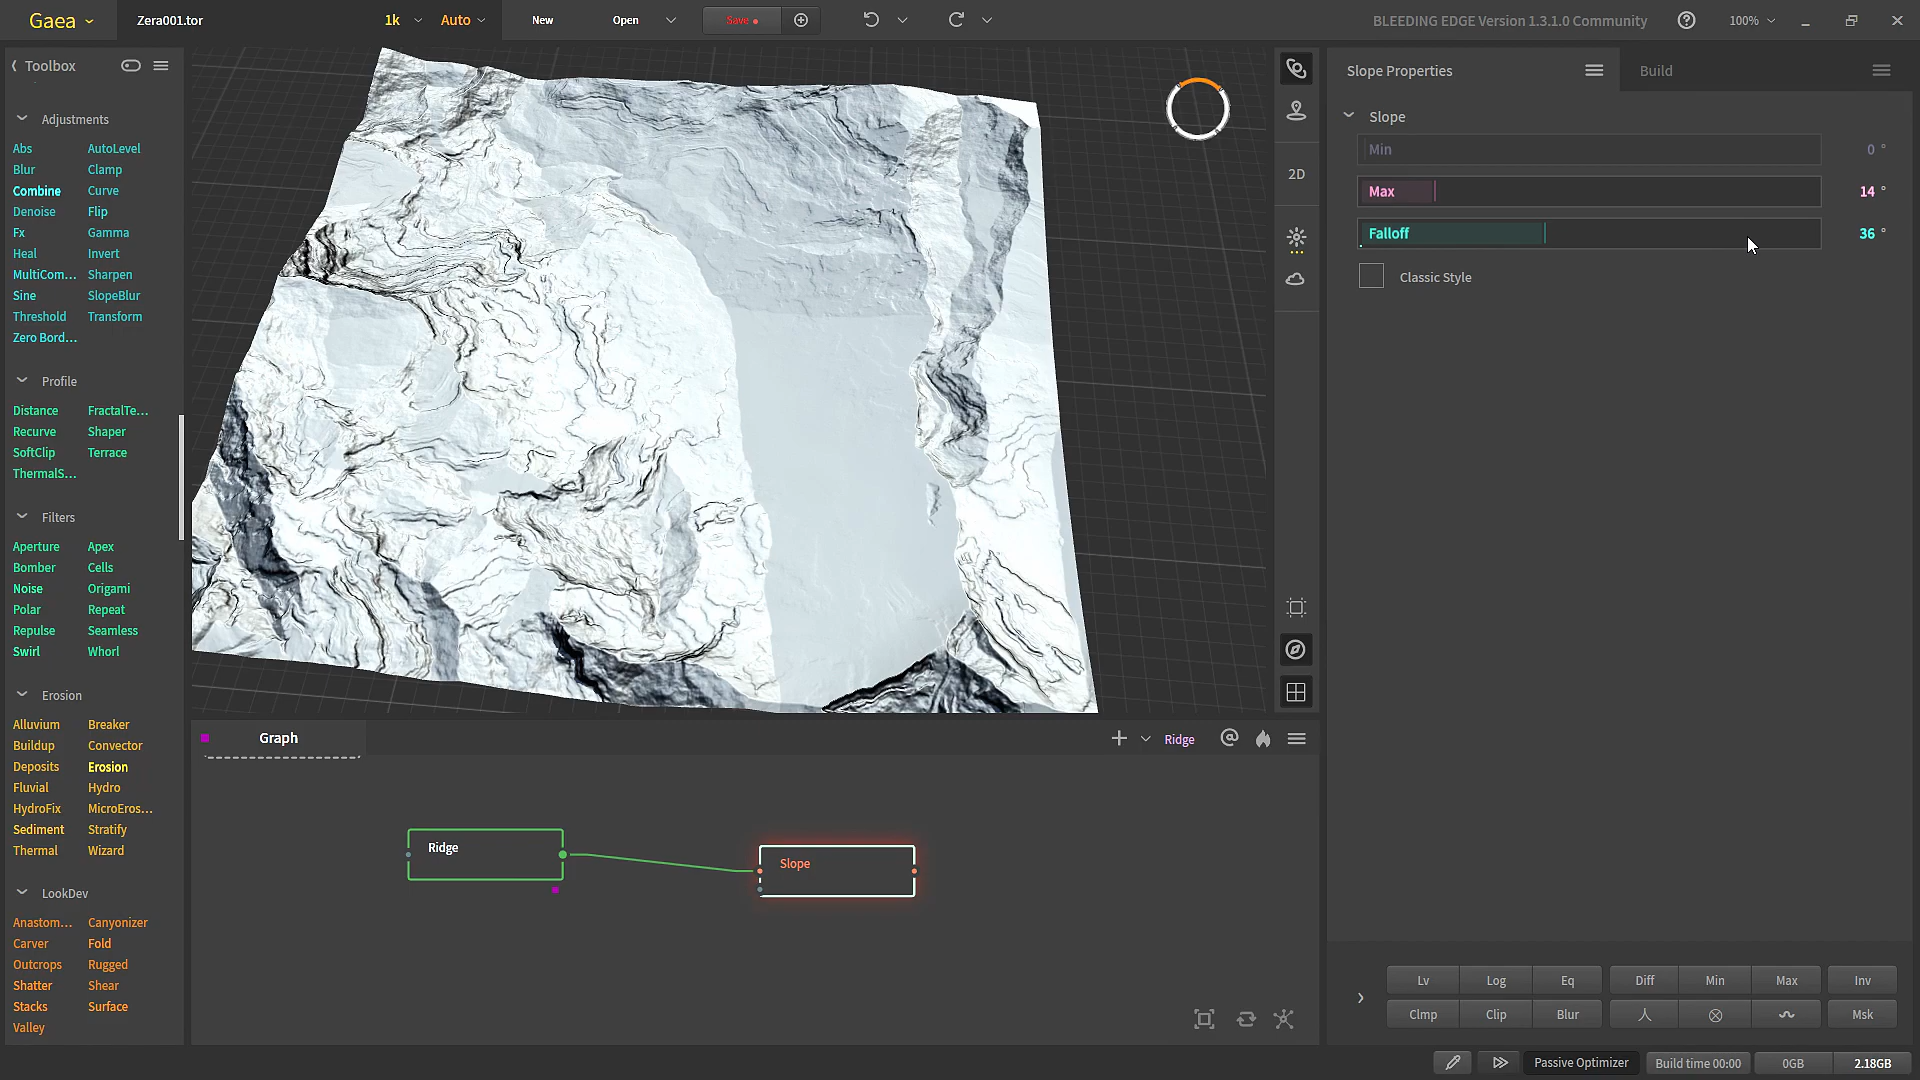 Gaea
Zera001.tor
1k
Auto
New
Open
Save
BLEEDING EDGE Version 1.3.1.0 Community
100%
Toolbox
Adjustments
Abs AutoLevel
Blur Clamp
Combine Curve
Denoise Flip
Fx Gamma
Heal Invert
MultiCom... Sharpen
Sine SlopeBlur
Threshold Transform
Zero Bord...
Profile
Distance FractalTe...
Recurve Shaper
SoftClip Terrace
ThermalS...
Filters
Aperture Apex
Bomber Cells
Noise Origami
Polar Repeat
Repulse Seamless
Swirl Whorl
Erosion
Alluvium Breaker
Buildup Convector
Deposits Erosion
Fluvial Hydro
HydroFix MicroEros...
Sediment Stratify
Thermal Wizard
LookDev
Anastom... Canyonizer
Carver Fold
Outcrops Rugged
Shatter Shear
Stacks Surface
Valley
2D
Graph
Ridge
Ridge
Slope
Slope Properties
Build
Slope
Min 0 °
Max 14 °
Falloff 36 °
Classic Style
Lv Log Eq Diff Min Max Inv
Clmp Clip Blur 人 Msk
Passive Optimizer
Build time 00:00
0GB
2.18GB